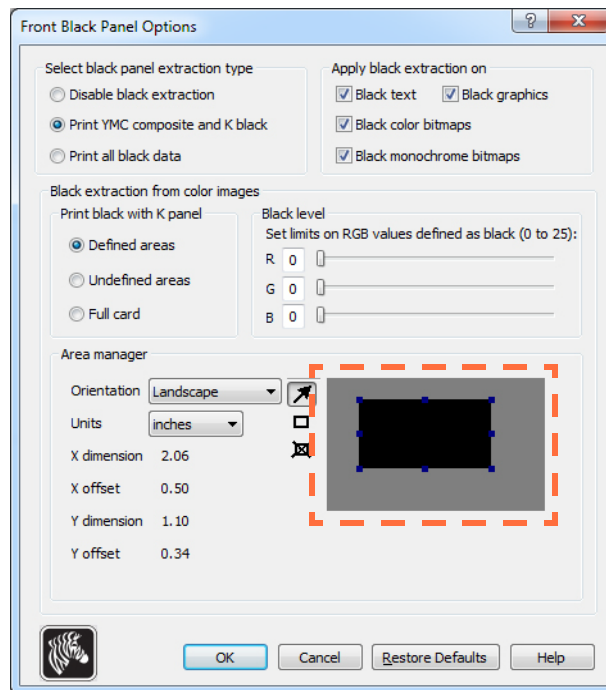 Front Black Panel Options
Select black panel extraction type
Disable black extraction
Print YMC composite and K black
Print all black data
Apply black extraction on
Black text
Black graphics
Black color bitmaps
Black monochrome bitmaps
Black extraction from color images
Print black with K panel
Defined areas
Undefined areas
Full card
Black level
Set limits on RGB values defined as black (0 to 25):
R 0
G 0
B 0
Area manager
Orientation Landscape
Units inches
X dimension 2.06
X offset 0.50
Y dimension 1.10
Y offset 0.34
OK Cancel Restore Defaults Help